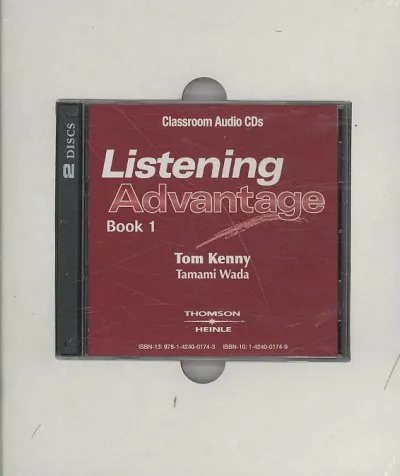 Classroom Audio CDs
2 DISCS
Listening
Advantage
Book 1
Tom Kenny
Tamami Wada
THOMSON
HEINLE
ISBN-13: 978-1-4240-0174-3 ISBN-10: 1-4240-0174-9